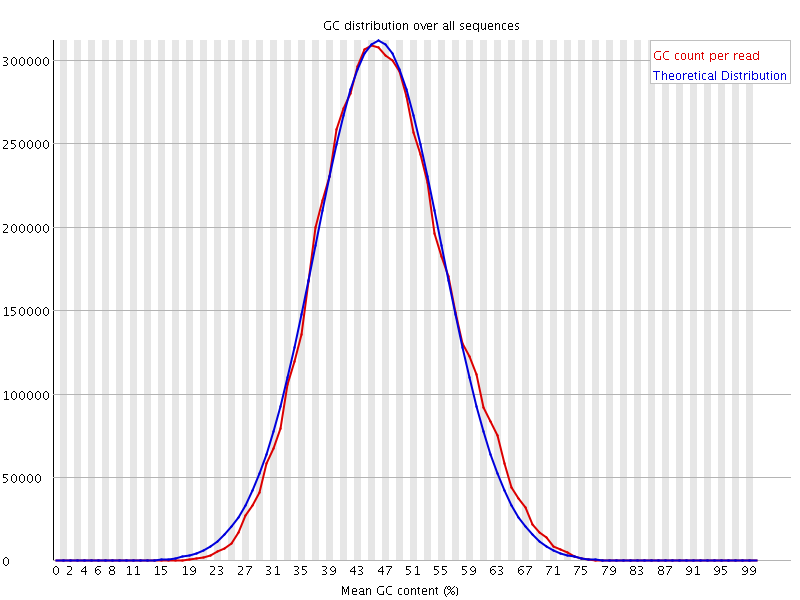 GC distribution over all sequences
GC count per read
Theoretical Distribution
300000
250000
200000
150000
100000
50000
0
0 2 4 6 8 11 15 19 23 27 31 35 39 43 47 51 55 59 63 67 71 75 79 83 87 91 95 99
Mean GC content (%)